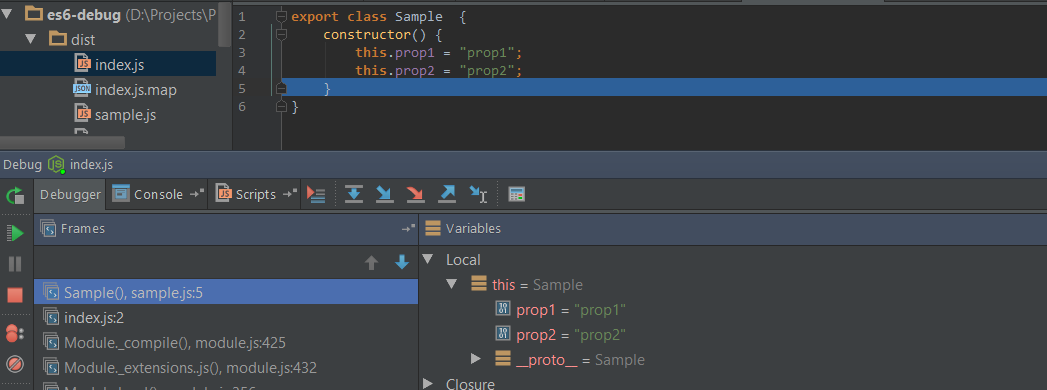 es6-debug (D:\Projects\P
dist
index.js
index.js.map
sample.js
1 export class Sample {
2 constructor() {
3 this.prop1 = "prop1";
4 this.prop2 = "prop2";
5 }
6 }
Debug index.js
Debugger Console Scripts
Frames
Variables
Sample(), sample.js:5
index.js:2
Module._compile(), module.js:425
Module._extensions..js(), module.js:432
Local
this = Sample
prop1 = "prop1"
prop2 = "prop2"
__proto__ = Sample
Closure